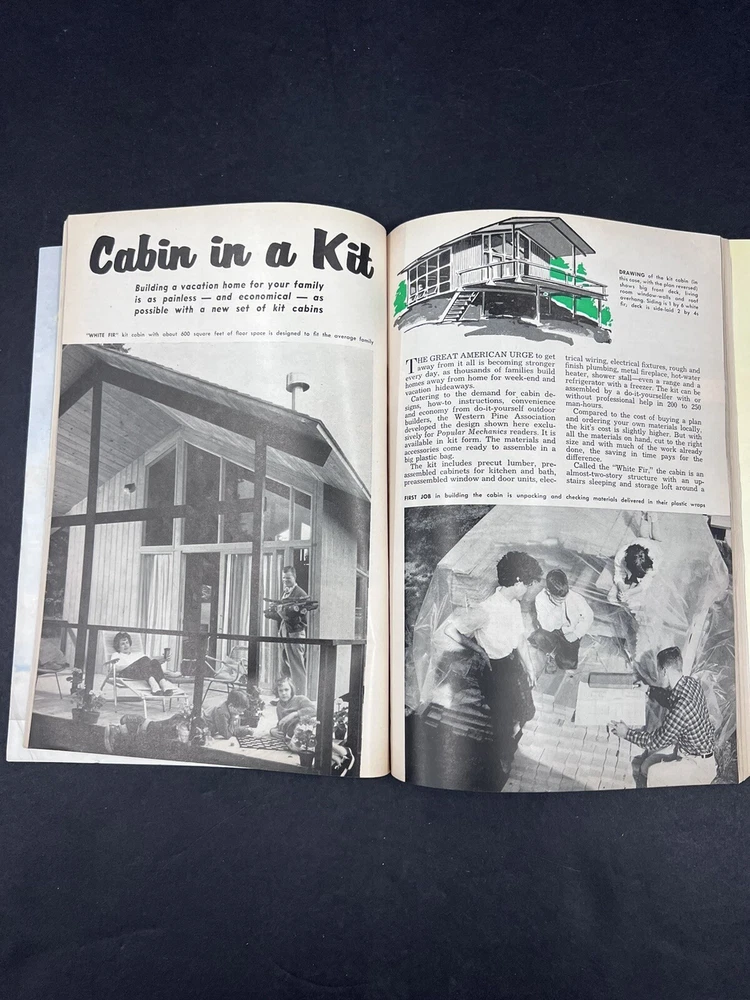 Cabin in a Kit
Building a vacation home for your family
is as painless — and economical — as
possible with a new set of kit cabins
"WHITE FIR" kit cabin with about 600 square feet of floor space is designed to fit the average family
DRAWING of the kit cabin (in
this case, with the plan reversed)
shows big front deck, living
room window-walls and roof
overhang. Siding is 1 by 6 white
fir, deck is side-laid 2 by 4s
THE GREAT AMERICAN URGE to get
away from it all is becoming stronger
every day, as thousands of families build
homes away from home for week-end and
vacation hideaways.
Catering to the demand for cabin de-
signs, how-to instructions, convenience
and economy from do-it-yourself outdoor
builders, the Western Pine Association
developed the design shown here exclu-
sively for Popular Mechanics readers. It is
available in kit form. The materials and
accessories come ready to assemble in a
big plastic bag.
The kit includes precut lumber, pre-
assembled cabinets for kitchen and bath,
preassembled window and door units, elec-
trical wiring, electrical fixtures, rough and
finish plumbing, metal fireplace, hot-water
heater, shower stall—even a range and a
refrigerator with a freezer. The kit can be
assembled by a do-it-yourselfer with or
without professional help in 200 to 250
man-hours.
Compared to the cost of buying a plan
and ordering your own materials locally,
the kit's cost is slightly higher. But with
all the materials on hand, cut to the right
size and with much of the work already
done, the saving in time pays for the
difference.
Called the "White Fir," the cabin is an
almost-two-story structure with an up-
stairs sleeping and storage loft around a
FIRST JOB in building the cabin is unpacking and checking materials delivered in their plastic wraps